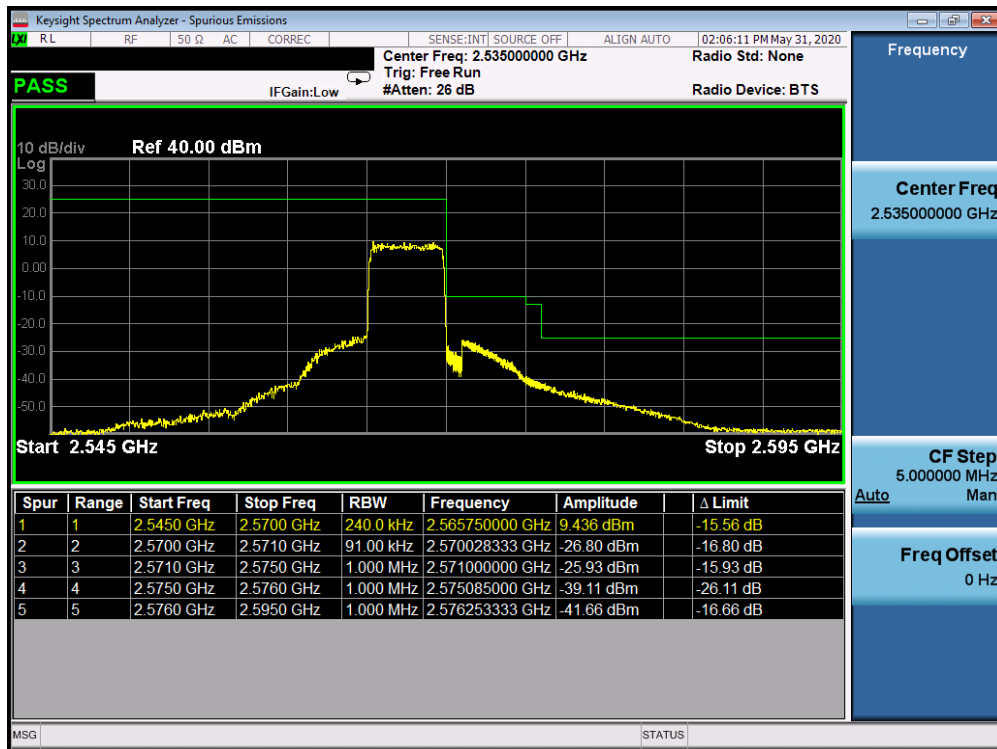 Keysight Spectrum Analyzer - Spurious Emissions
LXI RL RF 50 Ω AC CORREC SENSE:INT SOURCE OFF ALIGN AUTO 02:06:11 PM May 31, 2020
Center Freq: 2.535000000 GHz Radio Std: None
Trig: Free Run
PASS IFGain:Low #Atten: 26 dB Radio Device: BTS
10 dB/div Ref 40.00 dBm
Log
30.0
20.0
10.0
0.00
-10.0
-20.0
-30.0
-40.0
-50.0
Start 2.545 GHz Stop 2.595 GHz
Spur Range Start Freq Stop Freq RBW Frequency Amplitude Δ Limit
1 1 2.5450 GHz 2.5700 GHz 240.0 kHz 2.565750000 GHz 9.436 dBm -15.56 dB
2 2 2.5700 GHz 2.5710 GHz 91.00 kHz 2.570028333 GHz -26.80 dBm -16.80 dB
3 3 2.5710 GHz 2.5750 GHz 1.000 MHz 2.571000000 GHz -25.93 dBm -15.93 dB
4 4 2.5750 GHz 2.5760 GHz 1.000 MHz 2.575085000 GHz -39.11 dBm -26.11 dB
5 5 2.5760 GHz 2.5950 GHz 1.000 MHz 2.576253333 GHz -41.66 dBm -16.66 dB
Frequency
Center Freq
2.535000000 GHz
CF Step
5.000000 MHz
Auto Man
Freq Offset
0 Hz
MSG STATUS